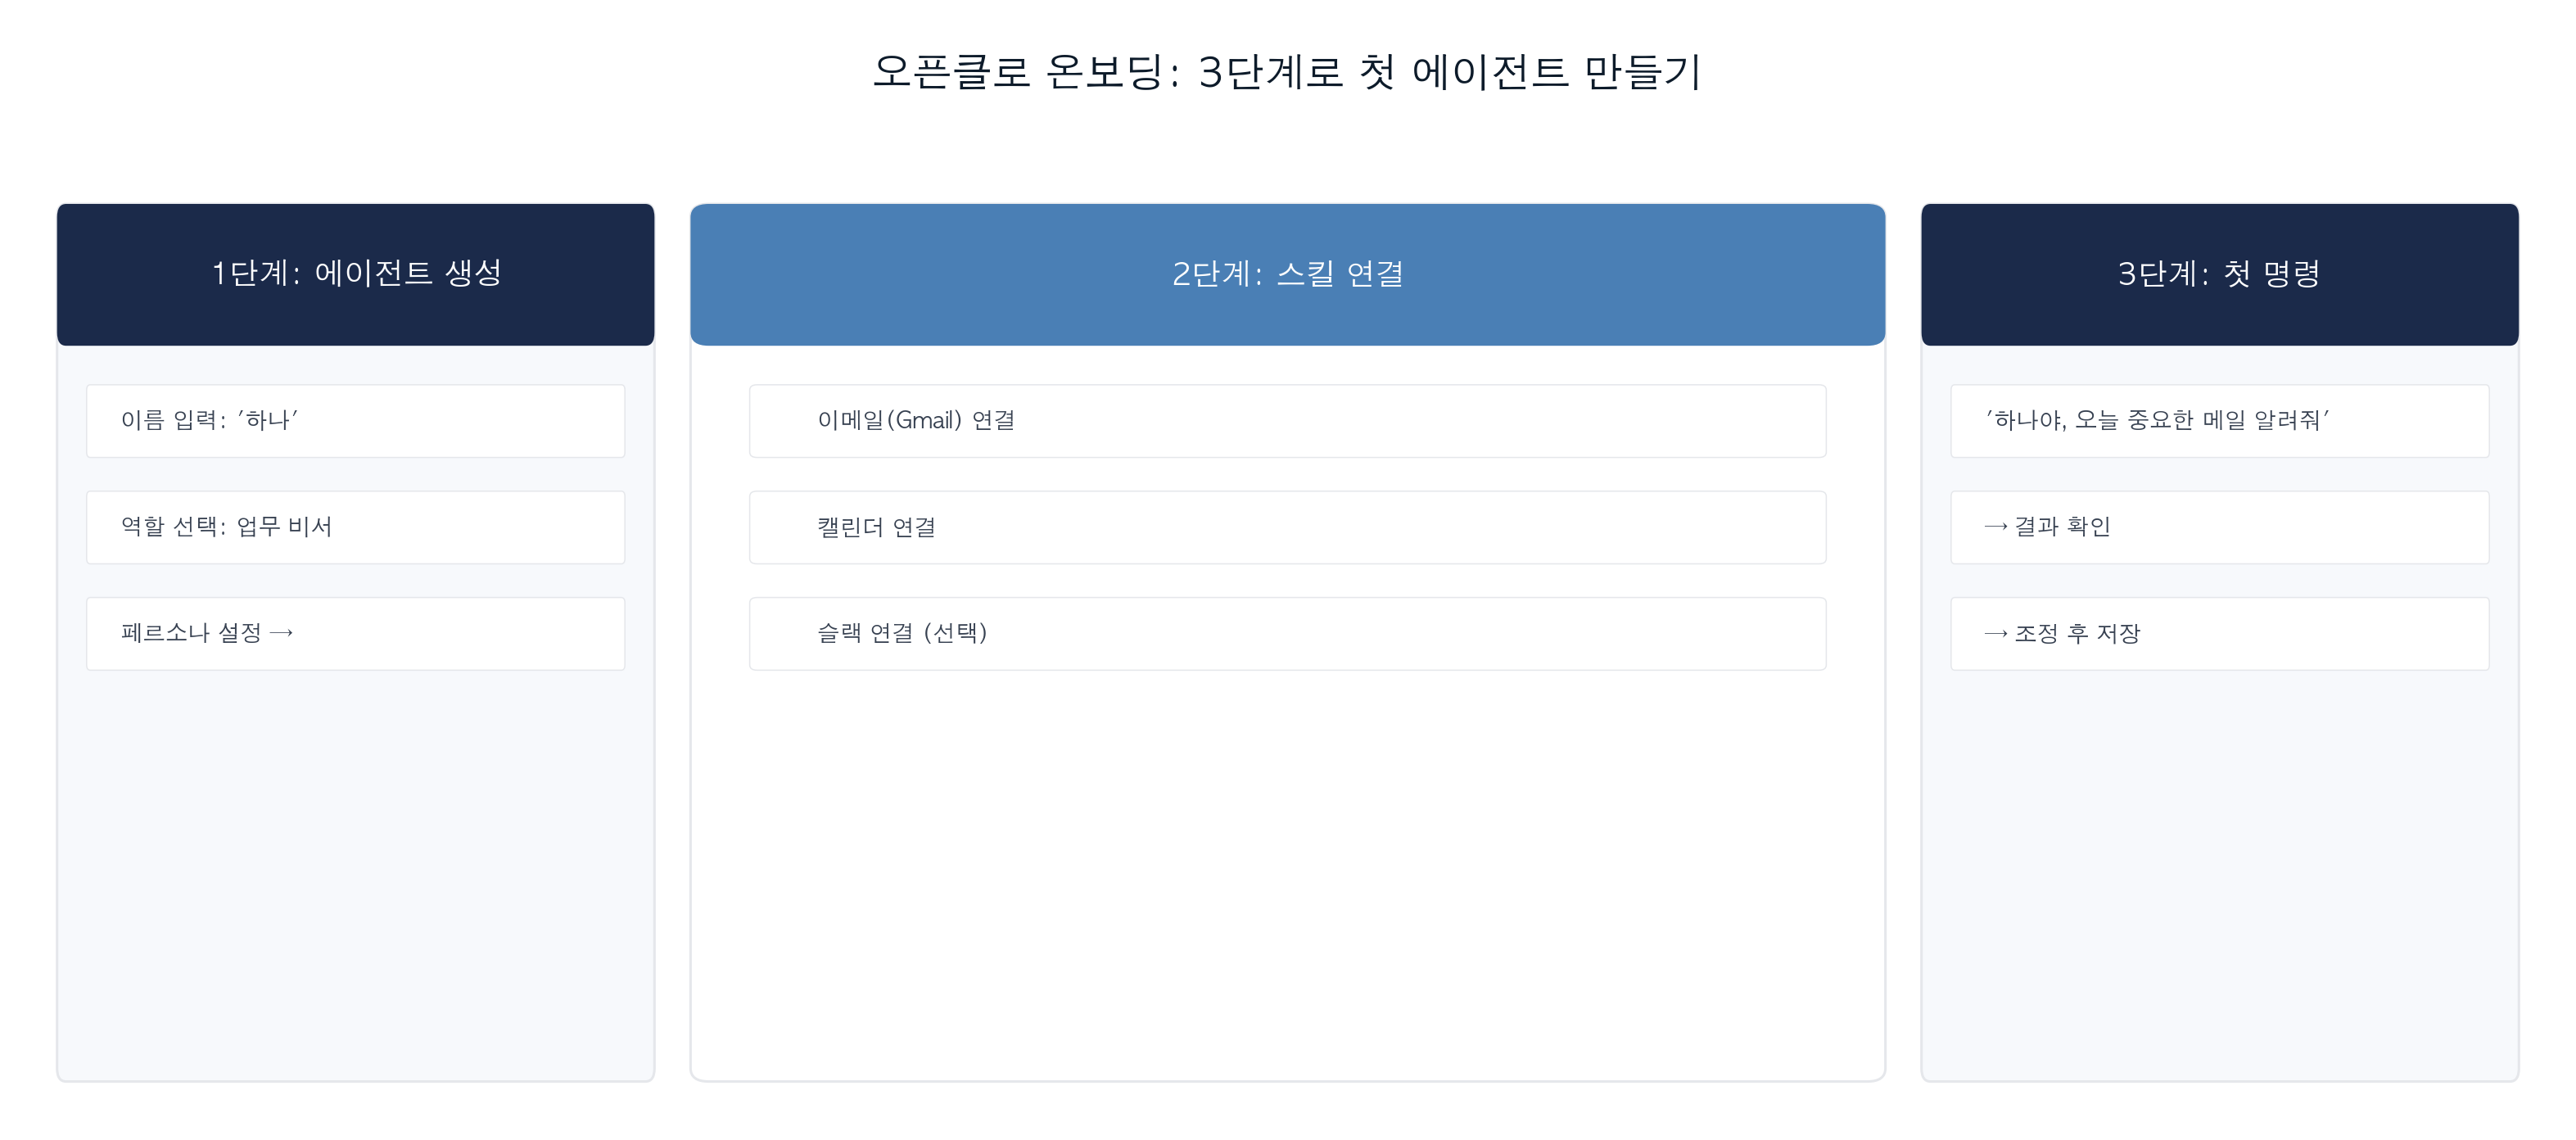 오픈클로 온보딩: 3단계로 첫 에이전트 만들기
1단계: 에이전트 생성
이름 입력: '하나'
역할 선택: 업무 비서
페르소나 설정 →
2단계: 스킬 연결
이메일(Gmail) 연결
캘린더 연결
슬랙 연결 (선택)
3단계: 첫 명령
'하나야, 오늘 중요한 메일 알려줘'
→ 결과 확인
→ 조정 후 저장